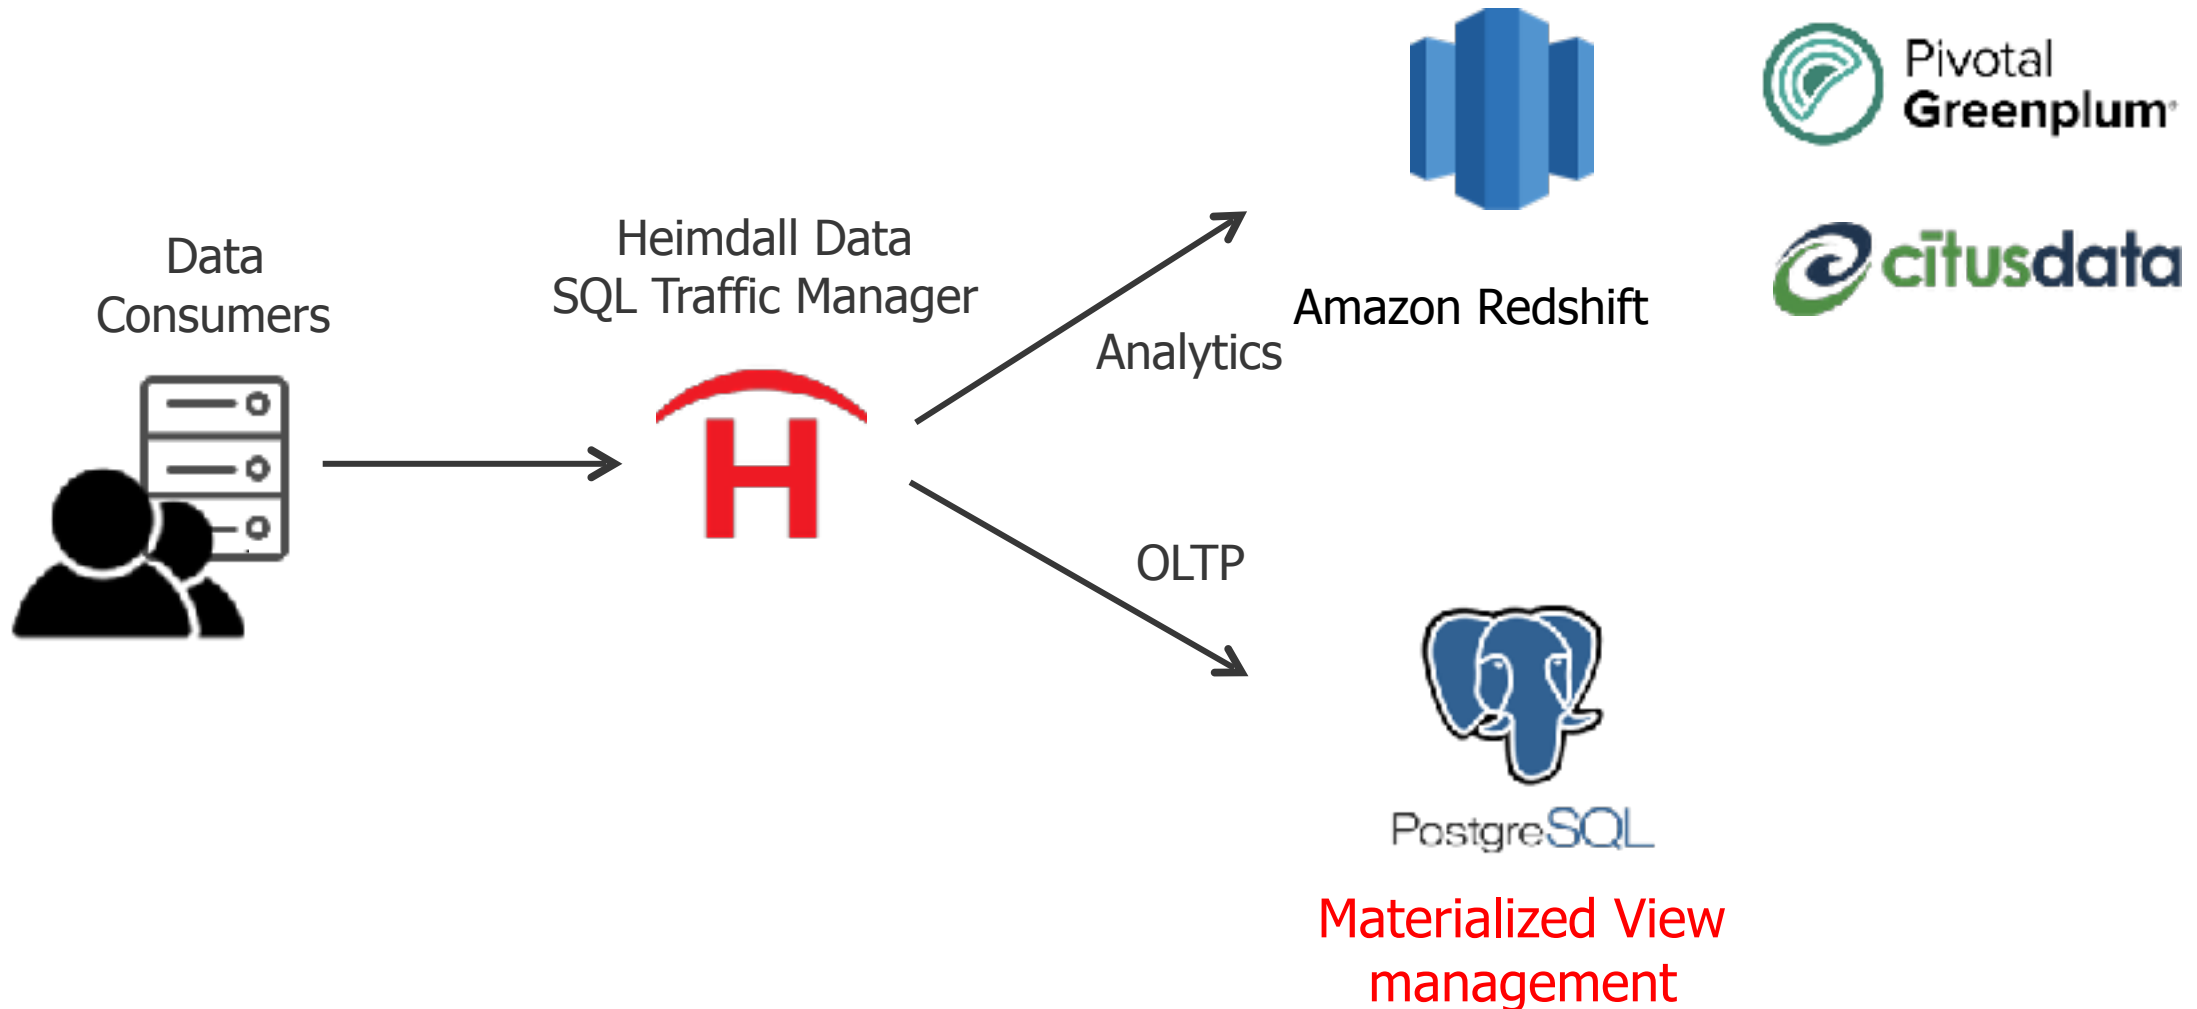 Data
Consumers
Heimdall Data
SQL Traffic Manager
H
Analytics
OLTP
Amazon Redshift
Pivotal
Greenplum
citusdata
PostgreSQL
Materialized View
management